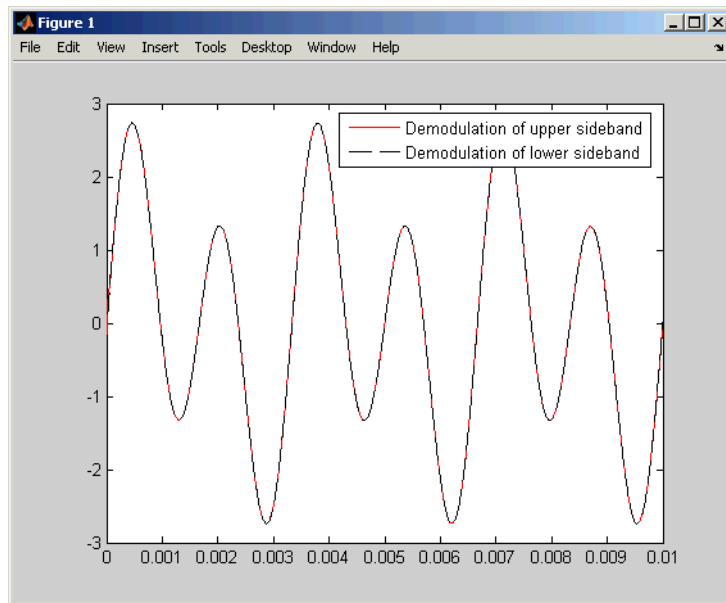 Figure 1
File Edit View Insert Tools Desktop Window Help
3
2
1
0
-1
-2
-3
Demodulation of upper sideband
Demodulation of lower sideband
0 0.001 0.002 0.003 0.004 0.005 0.006 0.007 0.008 0.009 0.01